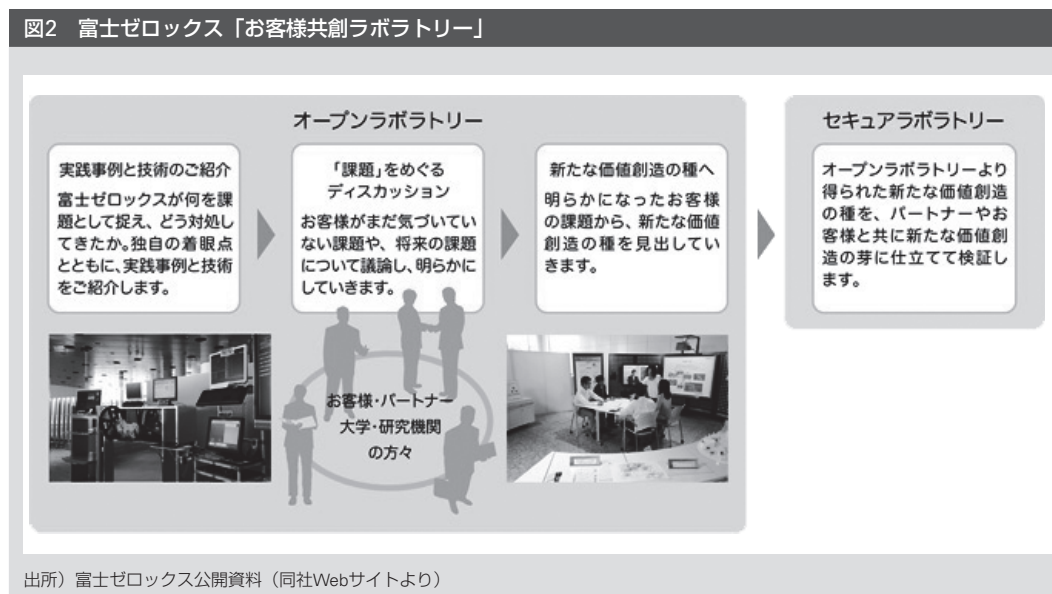 図2　富士ゼロックス「お客様共創ラボラトリー」
オープンラボラトリー
実践事例と技術のご紹介
富士ゼロックスが何を課
題として捉え、どう対処し
てきたか。独自の着眼点
とともに、実践事例と技術
をご紹介します。
「課題」をめぐる
ディスカッション
お客様がまだ気づいてい
ない課題や、将来の課題
について議論し、明らかに
していきます。
新たな価値創造の種へ
明らかになったお客様
の課題から、新たな価値
創造の種を見出してい
きます。
お客様・パートナー
大学・研究機関
の方々
セキュアラボラトリー
オープンラボラトリーより
得られた新たな価値創造
の種を、パートナーやお
客様と共に新たな価値創
造の芽に仕立てて検証し
ます。
出所）富士ゼロックス公開資料（同社Webサイトより）